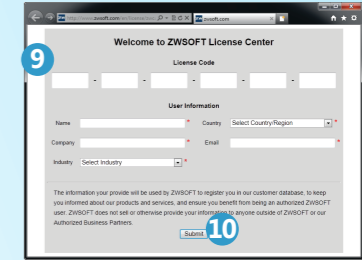 zwsoft.com
Welcome to ZWSOFT License Center
License Code
9
- - - - - -
User Information
Name * Country Select Country/Region *
Company * Email *
Industry Select Industry *
The information your provide will be used by ZWSOFT to register you in our customer database, to keep
you informed about our products and services, and ensure you benefit from being an authorized ZWSOFT
user. ZWSOFT does not sell or otherwise provide your information to anyone outside of ZWSOFT or our
Authorized Business Partners.
Submit 10